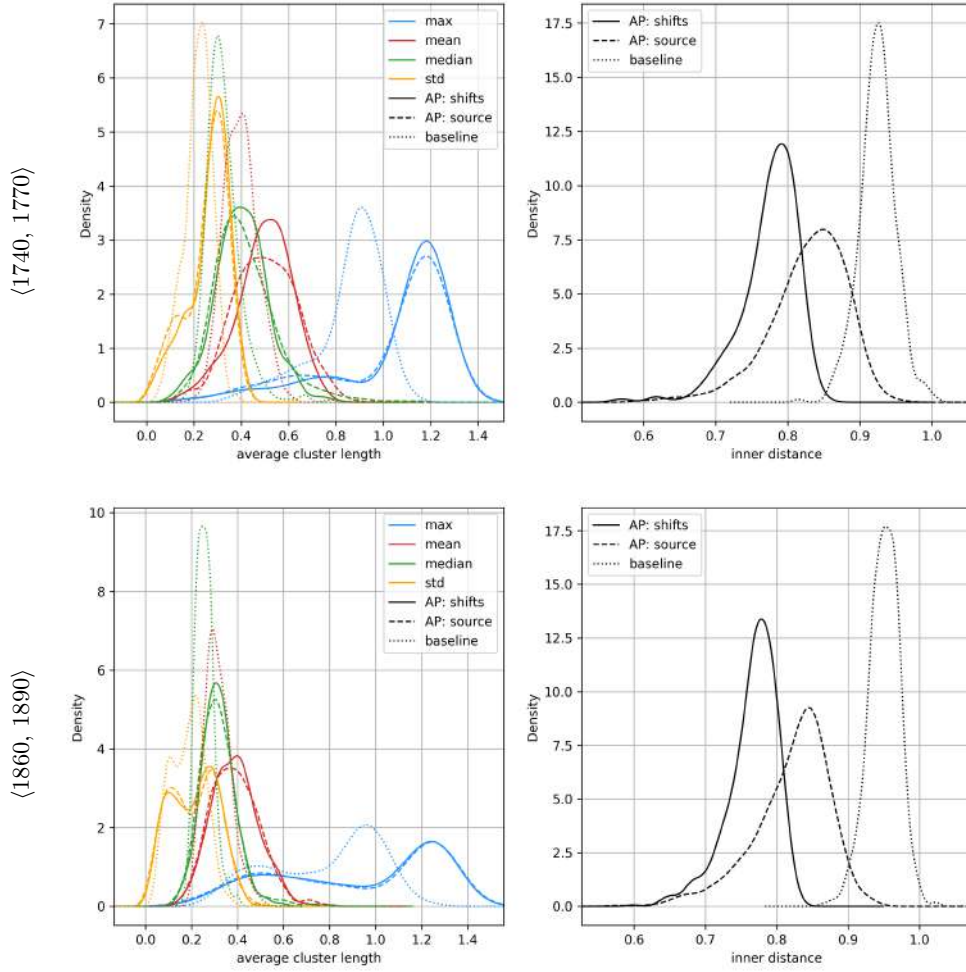 ⟨1740, 1770⟩
7
6
5
4
3
2
1
0
Density
max
mean
median
std
AP: shifts
AP: source
baseline
0.0 0.2 0.4 0.6 0.8 1.0 1.2 1.4
average cluster length
17.5
15.0
12.5
10.0
7.5
5.0
2.5
0.0
Density
AP: shifts
AP: source
baseline
0.6 0.7 0.8 0.9 1.0
inner distance
⟨1860, 1890⟩
10
8
6
4
2
0
Density
max
mean
median
std
AP: shifts
AP: source
baseline
0.0 0.2 0.4 0.6 0.8 1.0 1.2 1.4
average cluster length
17.5
15.0
12.5
10.0
7.5
5.0
2.5
0.0
Density
AP: shifts
AP: source
baseline
0.6 0.7 0.8 0.9 1.0
inner distance